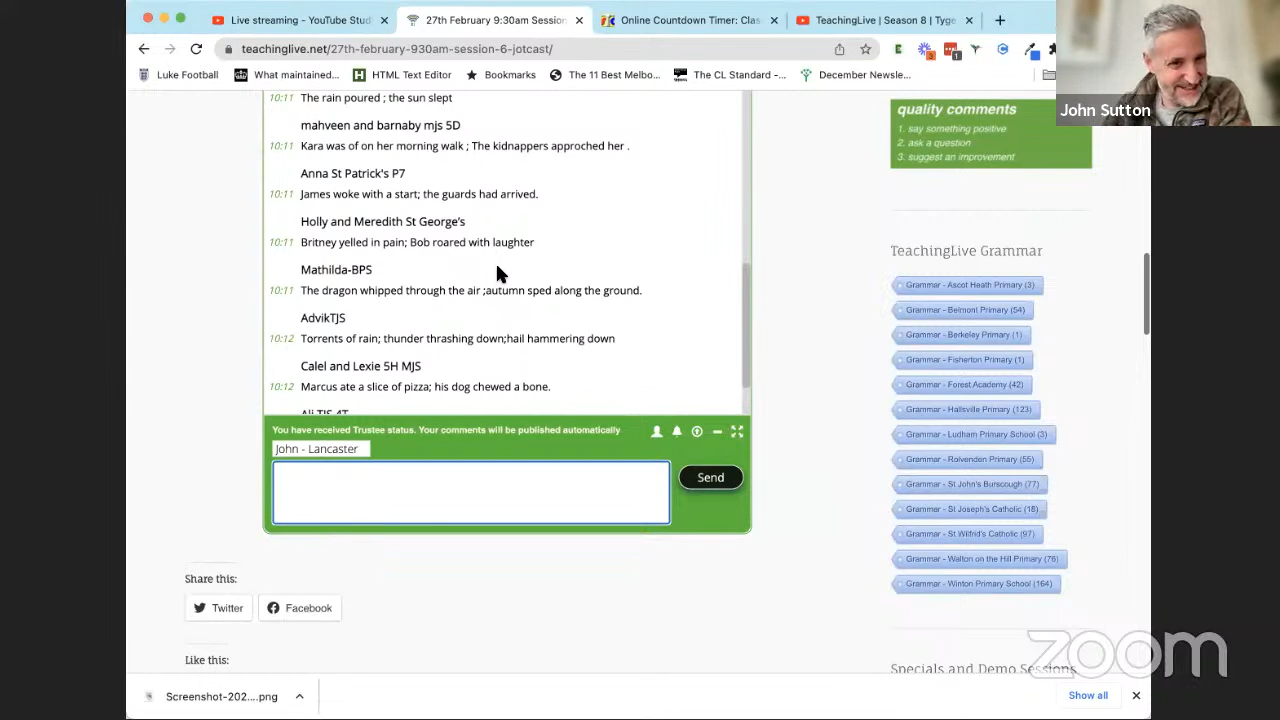 Live streaming - YouTube Studi
27th February 9:30am Session
Online Countdown Timer: Clas
TeachingLive | Season 8 | Tyge
teachinglive.net/27th-february-930am-session-6-jotcast/
Luke Football
What maintained...
HTML Text Editor
Bookmarks
The 11 Best Melbo...
The CL Standard -...
December Newsle...
John Sutton
10:11 The rain poured ; the sun slept
mahveen and barnaby mjs 5D
10:11 Kara was of on her morning walk ; The kidnappers approched her .
Anna St Patrick's P7
10:11 James woke with a start; the guards had arrived.
Holly and Meredith St George's
10:11 Britney yelled in pain; Bob roared with laughter
Mathilda-BPS
10:11 The dragon whipped through the air ;autumn sped along the ground.
AdvikTJS
10:12 Torrents of rain; thunder thrashing down;hail hammering down
Calel and Lexie 5H MJS
10:12 Marcus ate a slice of pizza; his dog chewed a bone.
You have received Trustee status. Your comments will be published automatically
John - Lancaster
Send
Share this:
Twitter
Facebook
Like this:
quality comments
1. say something positive
2. ask a question
3. suggest an improvement
TeachingLive Grammar
Grammar - Ascot Heath Primary (3)
Grammar - Belmont Primary (54)
Grammar - Berkeley Primary (1)
Grammar - Fisherton Primary (1)
Grammar - Forest Academy (42)
Grammar - Hallsville Primary (123)
Grammar - Ludham Primary School (3)
Grammar - Rolvenden Primary (55)
Grammar - St John's Burscough (77)
Grammar - St Joseph's Catholic (18)
Grammar - St Wilfrid's Catholic (97)
Grammar - Walton on the Hill Primary (76)
Grammar - Winton Primary School (164)
Specials and Demo Sessions
zoom
Screenshot-202....png
Show all